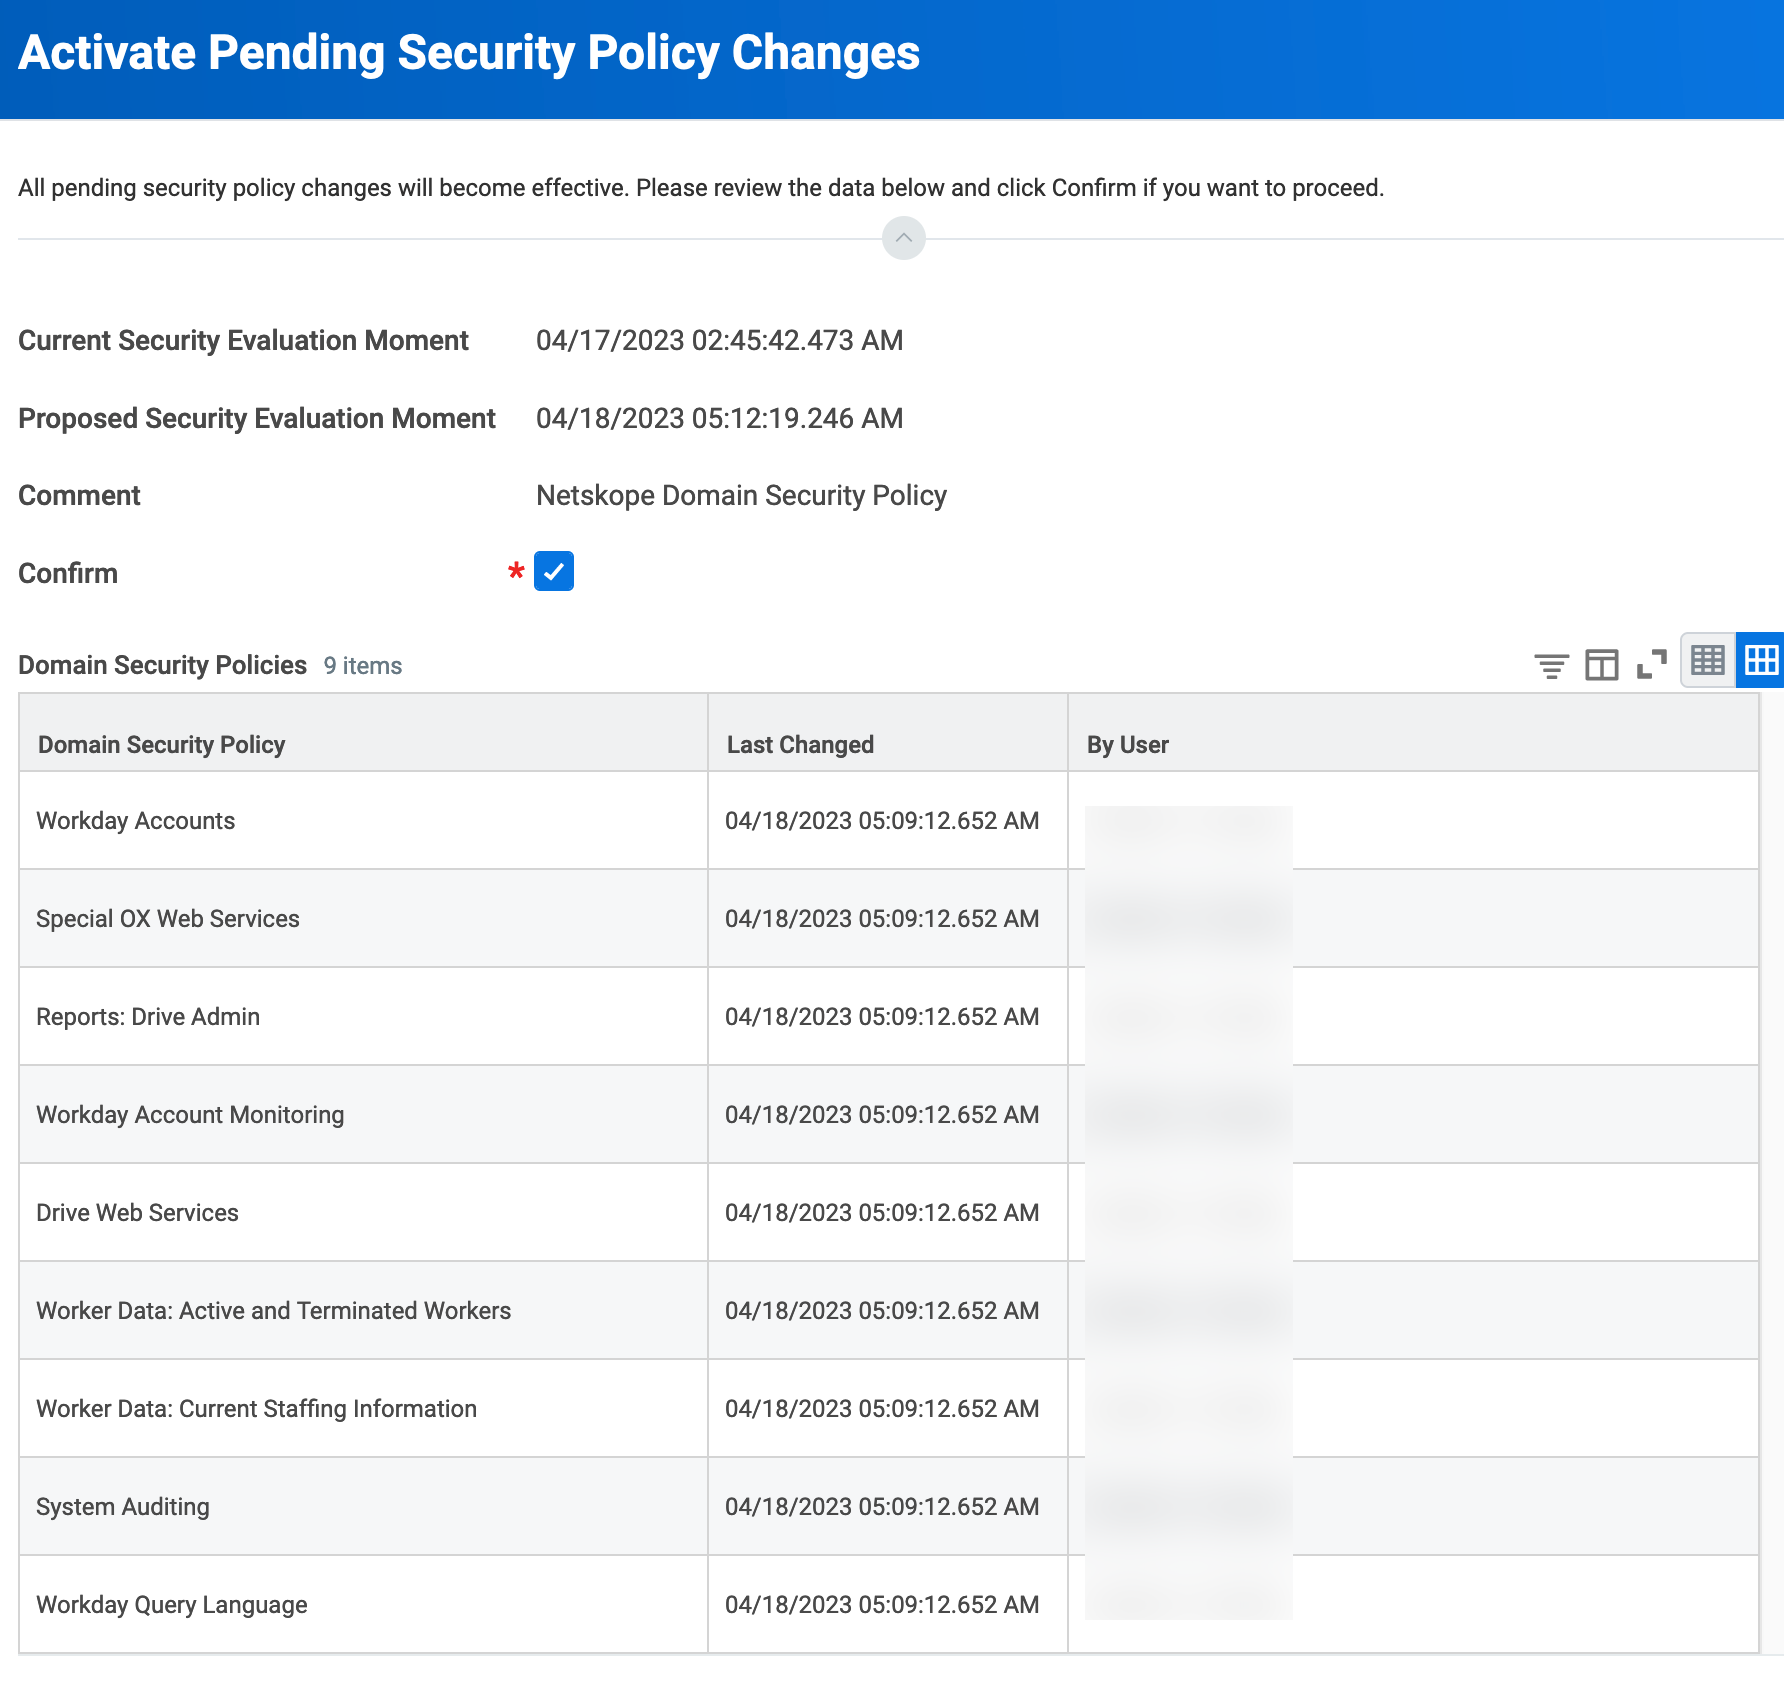 Activate Pending Security Policy Changes
All pending security policy changes will become effective. Please review the data below and click Confirm if you want to proceed.
Current Security Evaluation Moment 04/17/2023 02:45:42.473 AM
Proposed Security Evaluation Moment 04/18/2023 05:12:19.246 AM
Comment Netskope Domain Security Policy
Confirm *
Domain Security Policies 9 items
Domain Security Policy Last Changed By User
Workday Accounts 04/18/2023 05:09:12.652 AM
Special OX Web Services 04/18/2023 05:09:12.652 AM
Reports: Drive Admin 04/18/2023 05:09:12.652 AM
Workday Account Monitoring 04/18/2023 05:09:12.652 AM
Drive Web Services 04/18/2023 05:09:12.652 AM
Worker Data: Active and Terminated Workers 04/18/2023 05:09:12.652 AM
Worker Data: Current Staffing Information 04/18/2023 05:09:12.652 AM
System Auditing 04/18/2023 05:09:12.652 AM
Workday Query Language 04/18/2023 05:09:12.652 AM